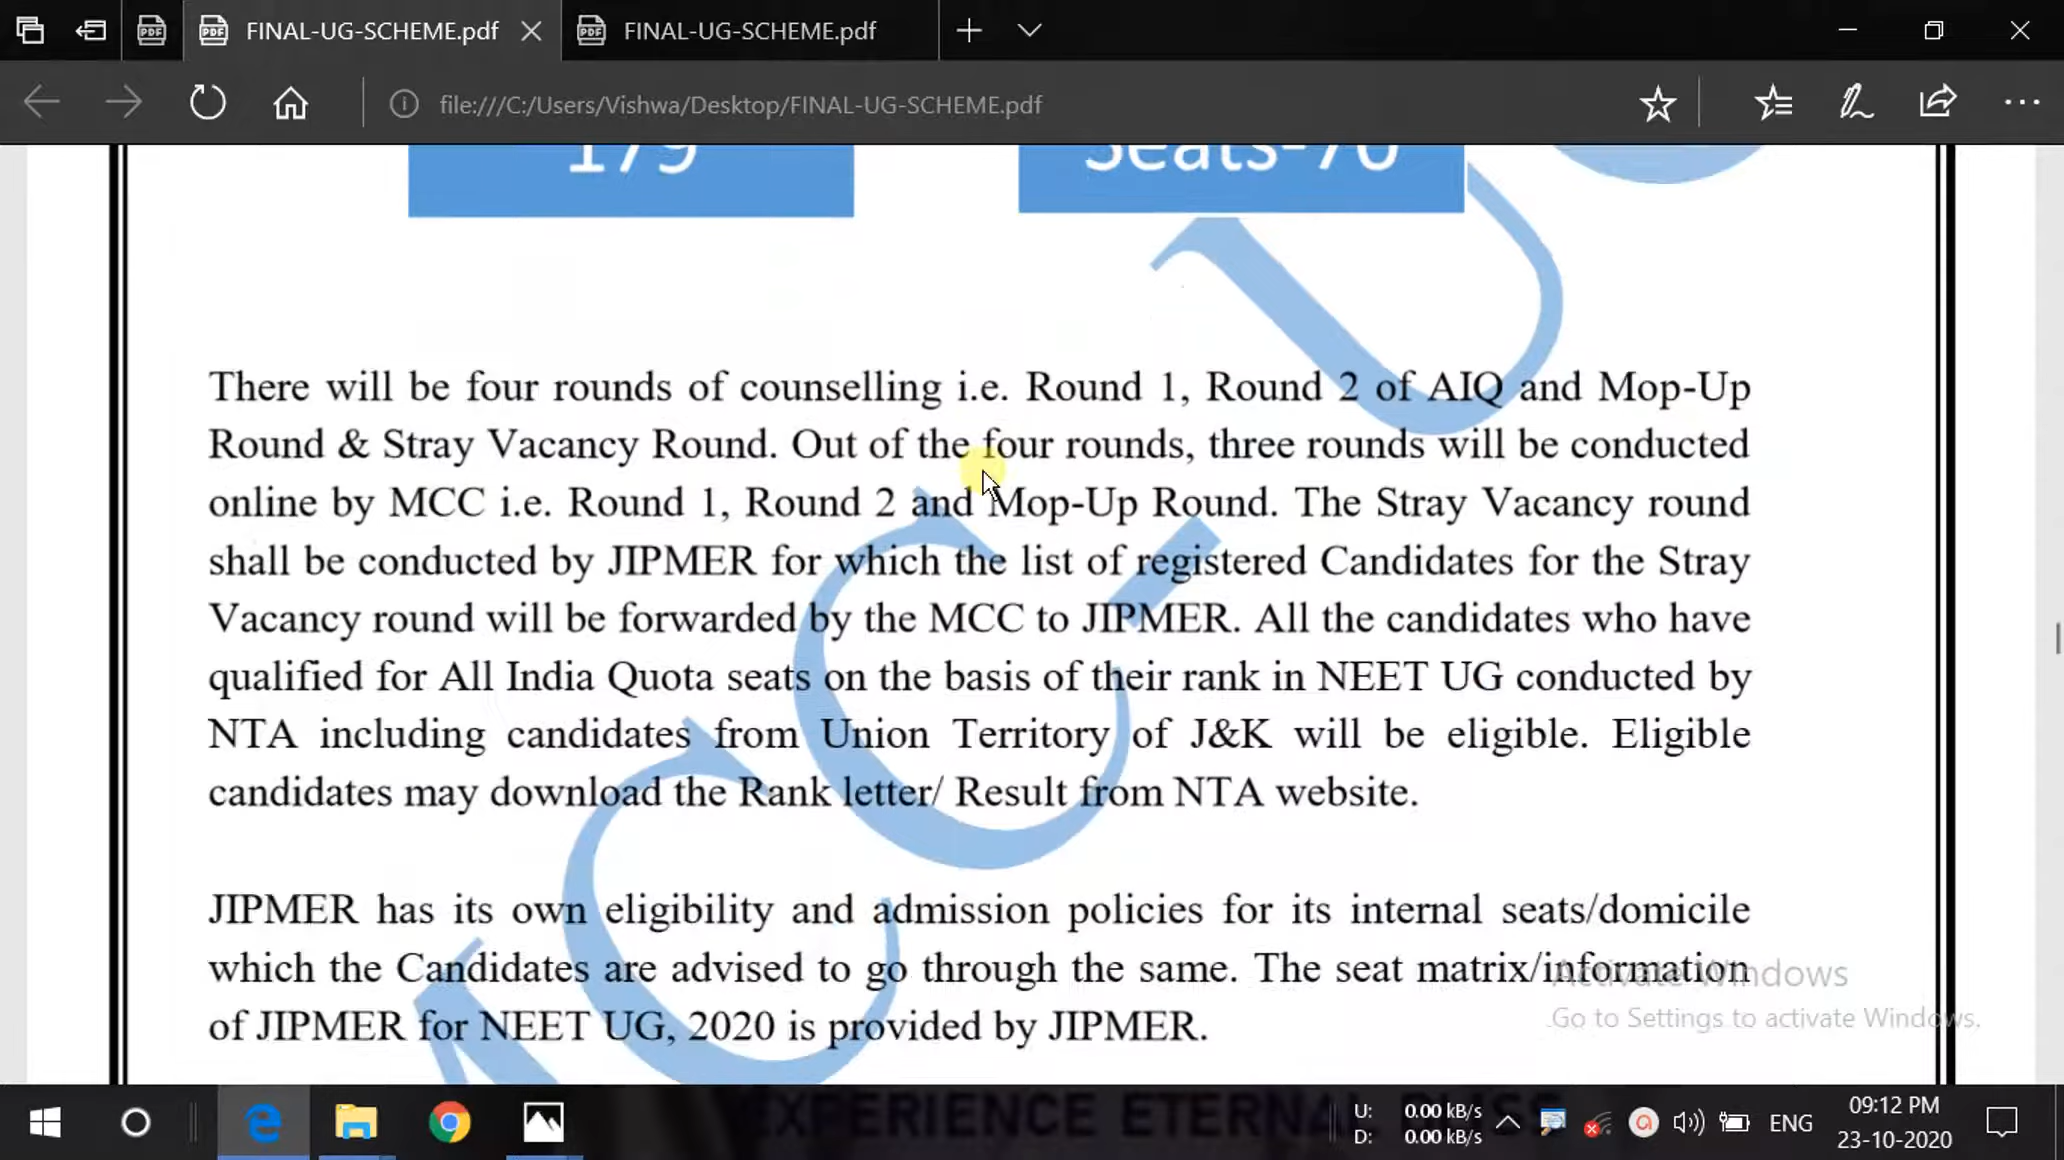 FINAL-UG-SCHEME.pdf
FINAL-UG-SCHEME.pdf
file:///C:/Users/Vishwa/Desktop/FINAL-UG-SCHEME.pdf
179
Seats-
There will be four rounds of counselling i.e. Round 1, Round 2 of AIQ and Mop-Up
Round & Stray Vacancy Round. Out of the four rounds, three rounds will be conducted
online by MCC i.e. Round 1, Round 2 and Mop-Up Round. The Stray Vacancy round
shall be conducted by JIPMER for which the list of registered Candidates for the Stray
Vacancy round will be forwarded by the MCC to JIPMER. All the candidates who have
qualified for All India Quota seats on the basis of their rank in NEET UG conducted by
NTA including candidates from Union Territory of J&K will be eligible. Eligible
candidates may download the Rank letter/ Result from NTA website.
JIPMER has its own eligibility and admission policies for its internal seats/domicile
which the Candidates are advised to go through the same. The seat matrix/information
of JIPMER for NEET UG, 2020 is provided by JIPMER.
MCC-U
Activate Windows
Go to Settings to activate Windows.
EXPERIENCE ETERNAL
U: 0.00 kB/s
D: 0.00 kB/s
ENG
09:12 PM
23-10-2020